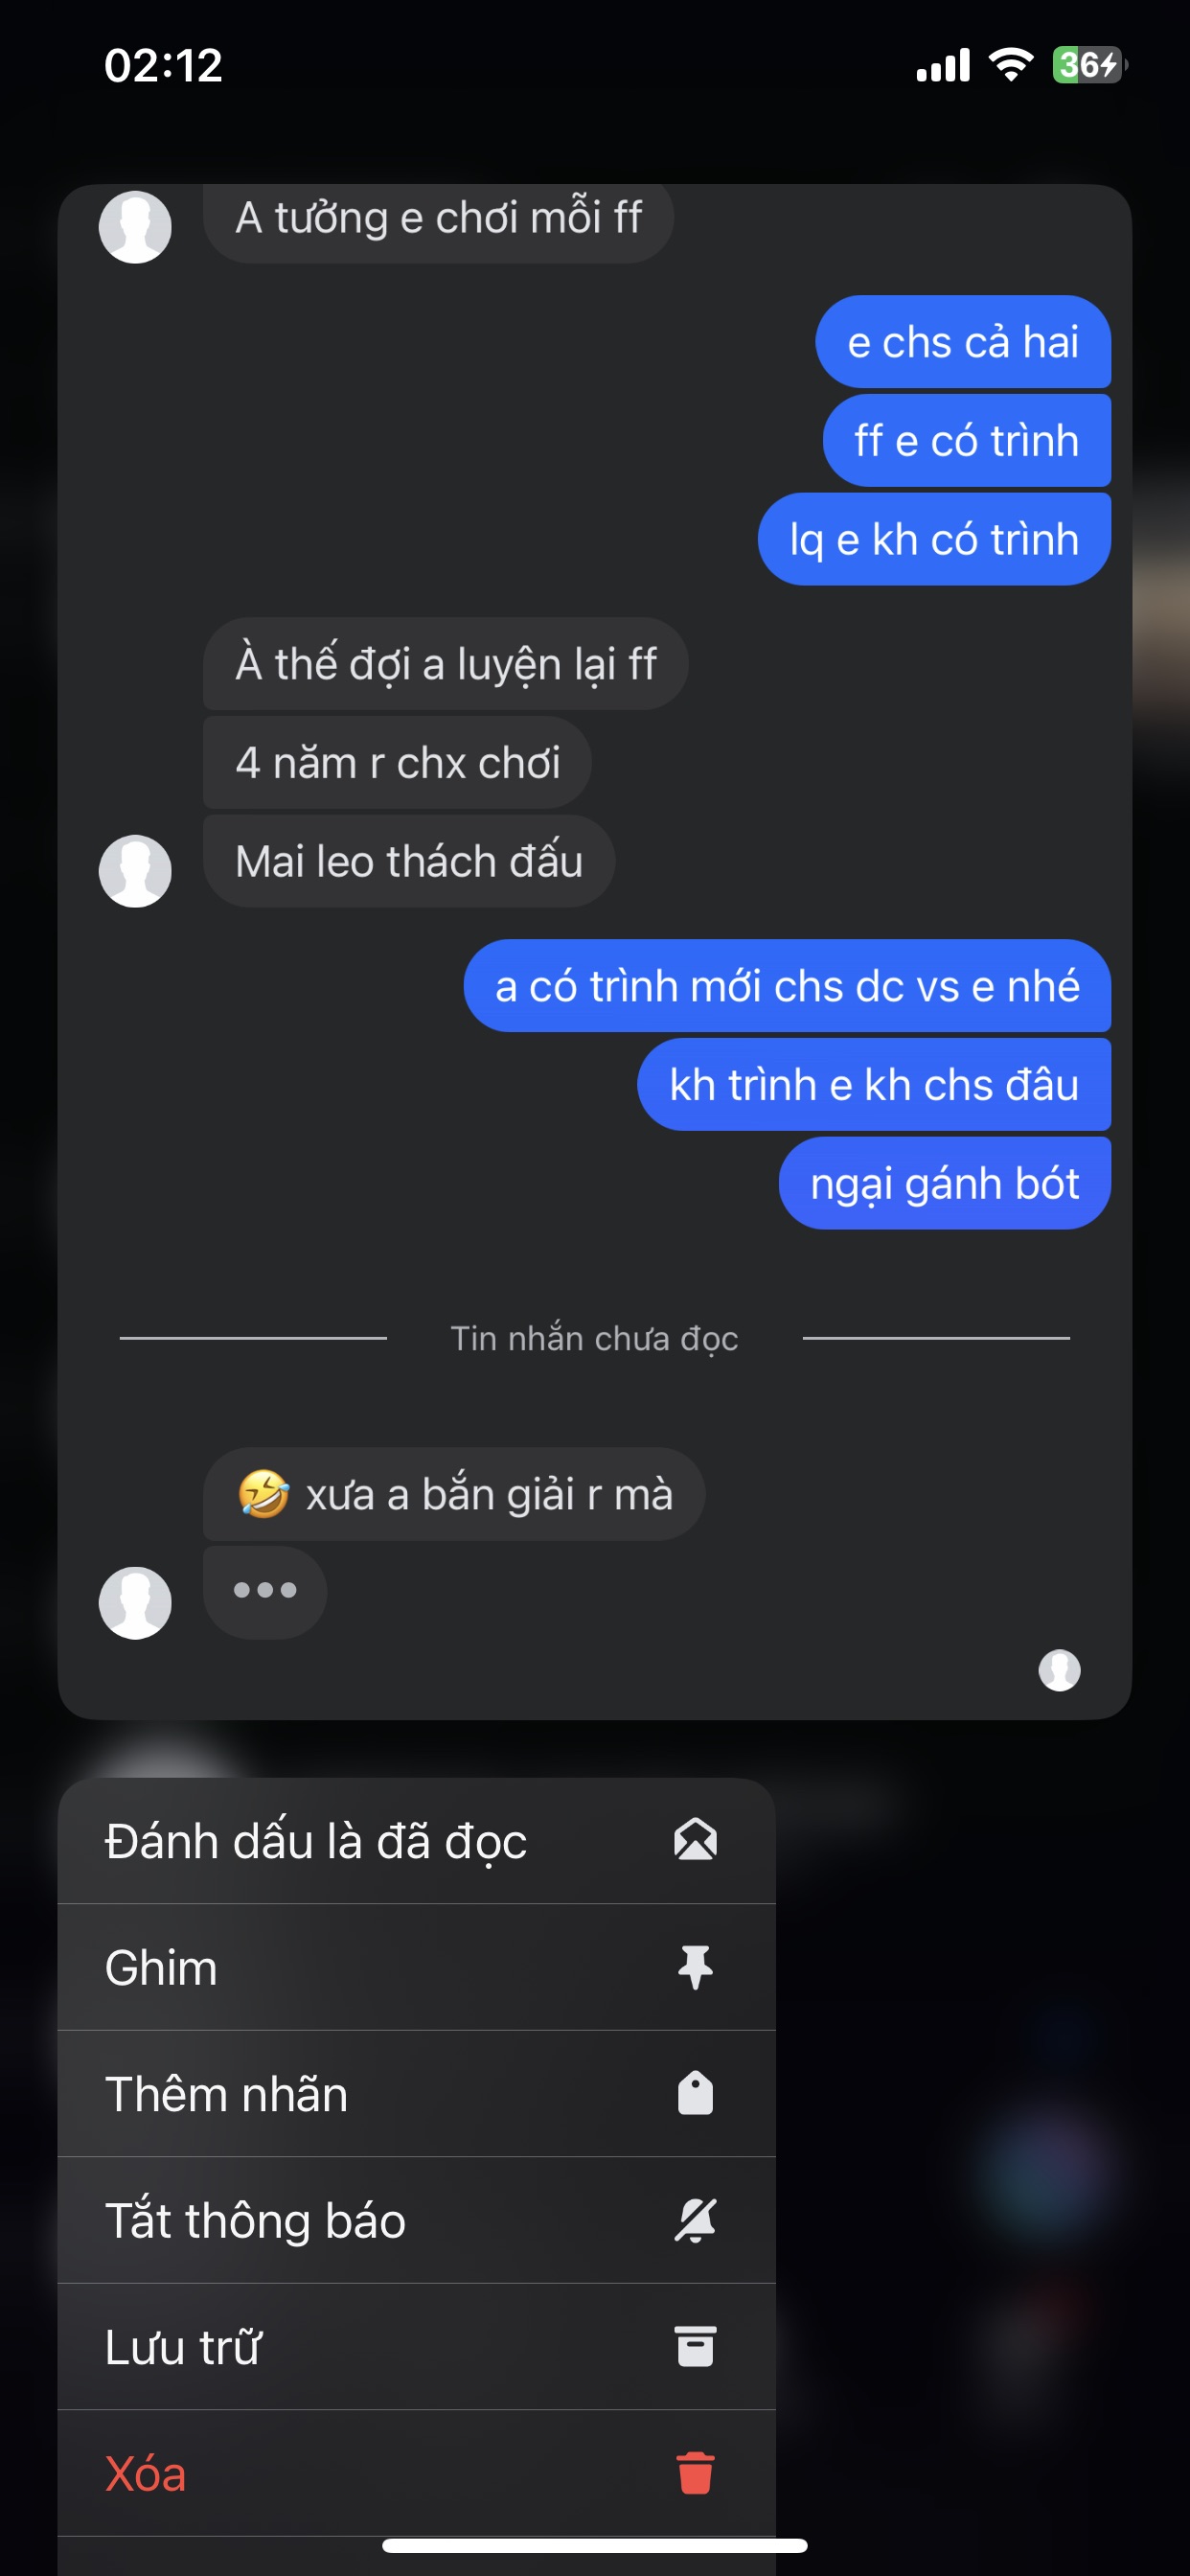 02:12
36
A tưởng e chơi mỗi ff
e chs cả hai
ff e có trình
lq e kh có trình
À thế đợi a luyện lại ff
4 năm r chx chơi
Mai leo thách đấu
a có trình mới chs dc vs e nhé
kh trình e kh chs đâu
ngại gánh bót
Tin nhắn chưa đọc
🤣 xưa a bắn giải r mà
Đánh dấu là đã đọc
Ghim
Thêm nhãn
Tắt thông báo
Lưu trữ
Xóa